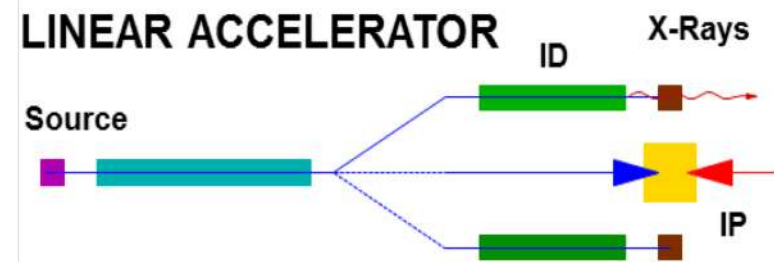 LINEAR ACCELERATOR
X-Rays
ID
Source
IP